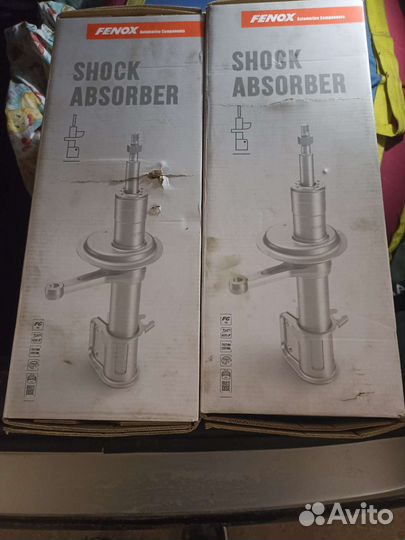 FENOX Automotive Components
SHOCK
ABSORBER
FENOX Automotive Components
SHOCK
ABSORBER
Avito